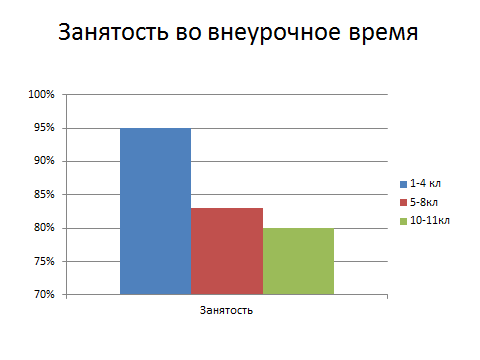 Занятость во внеурочное время
100%
95%
90%
85%
80%
75%
70%
Занятость
1-4 кл
5-8кл
10-11кл